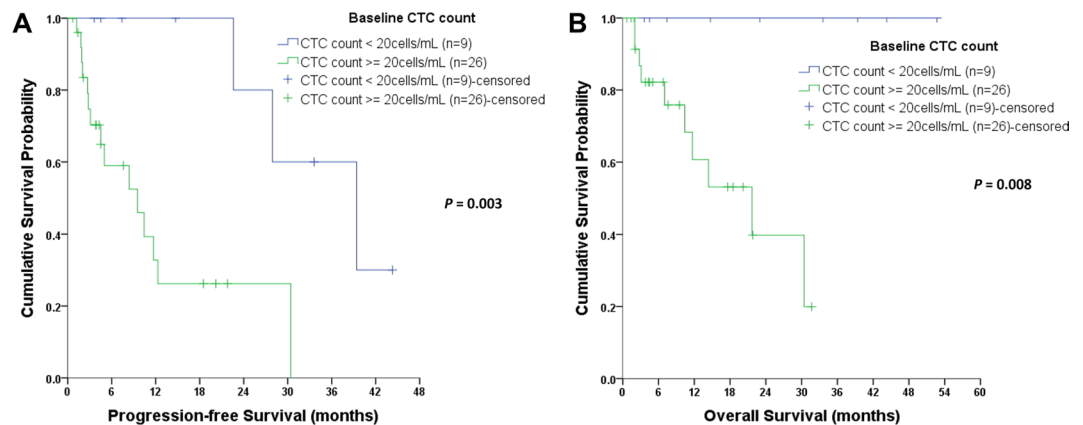 A
Baseline CTC count
CTC count < 20cells/mL (n=9)
CTC count >= 20cells/mL (n=26)
CTC count < 20cells/mL (n=9)-censored
CTC count >= 20cells/mL (n=26)-censored
P = 0.003
Cumulative Survival Probability
1.0
0.8
0.6
0.4
0.2
0.0
0 6 12 18 24 30 36 42 48
Progression-free Survival (months)
B
Baseline CTC count
CTC count < 20cells/mL (n=9)
CTC count >= 20cells/mL (n=26)
CTC count < 20cells/mL (n=9)-censored
CTC count >= 20cells/mL (n=26)-censored
P = 0.008
Cumulative Survival Probability
1.0
0.8
0.6
0.4
0.2
0.0
0 6 12 18 24 30 36 42 48 54 60
Overall Survival (months)